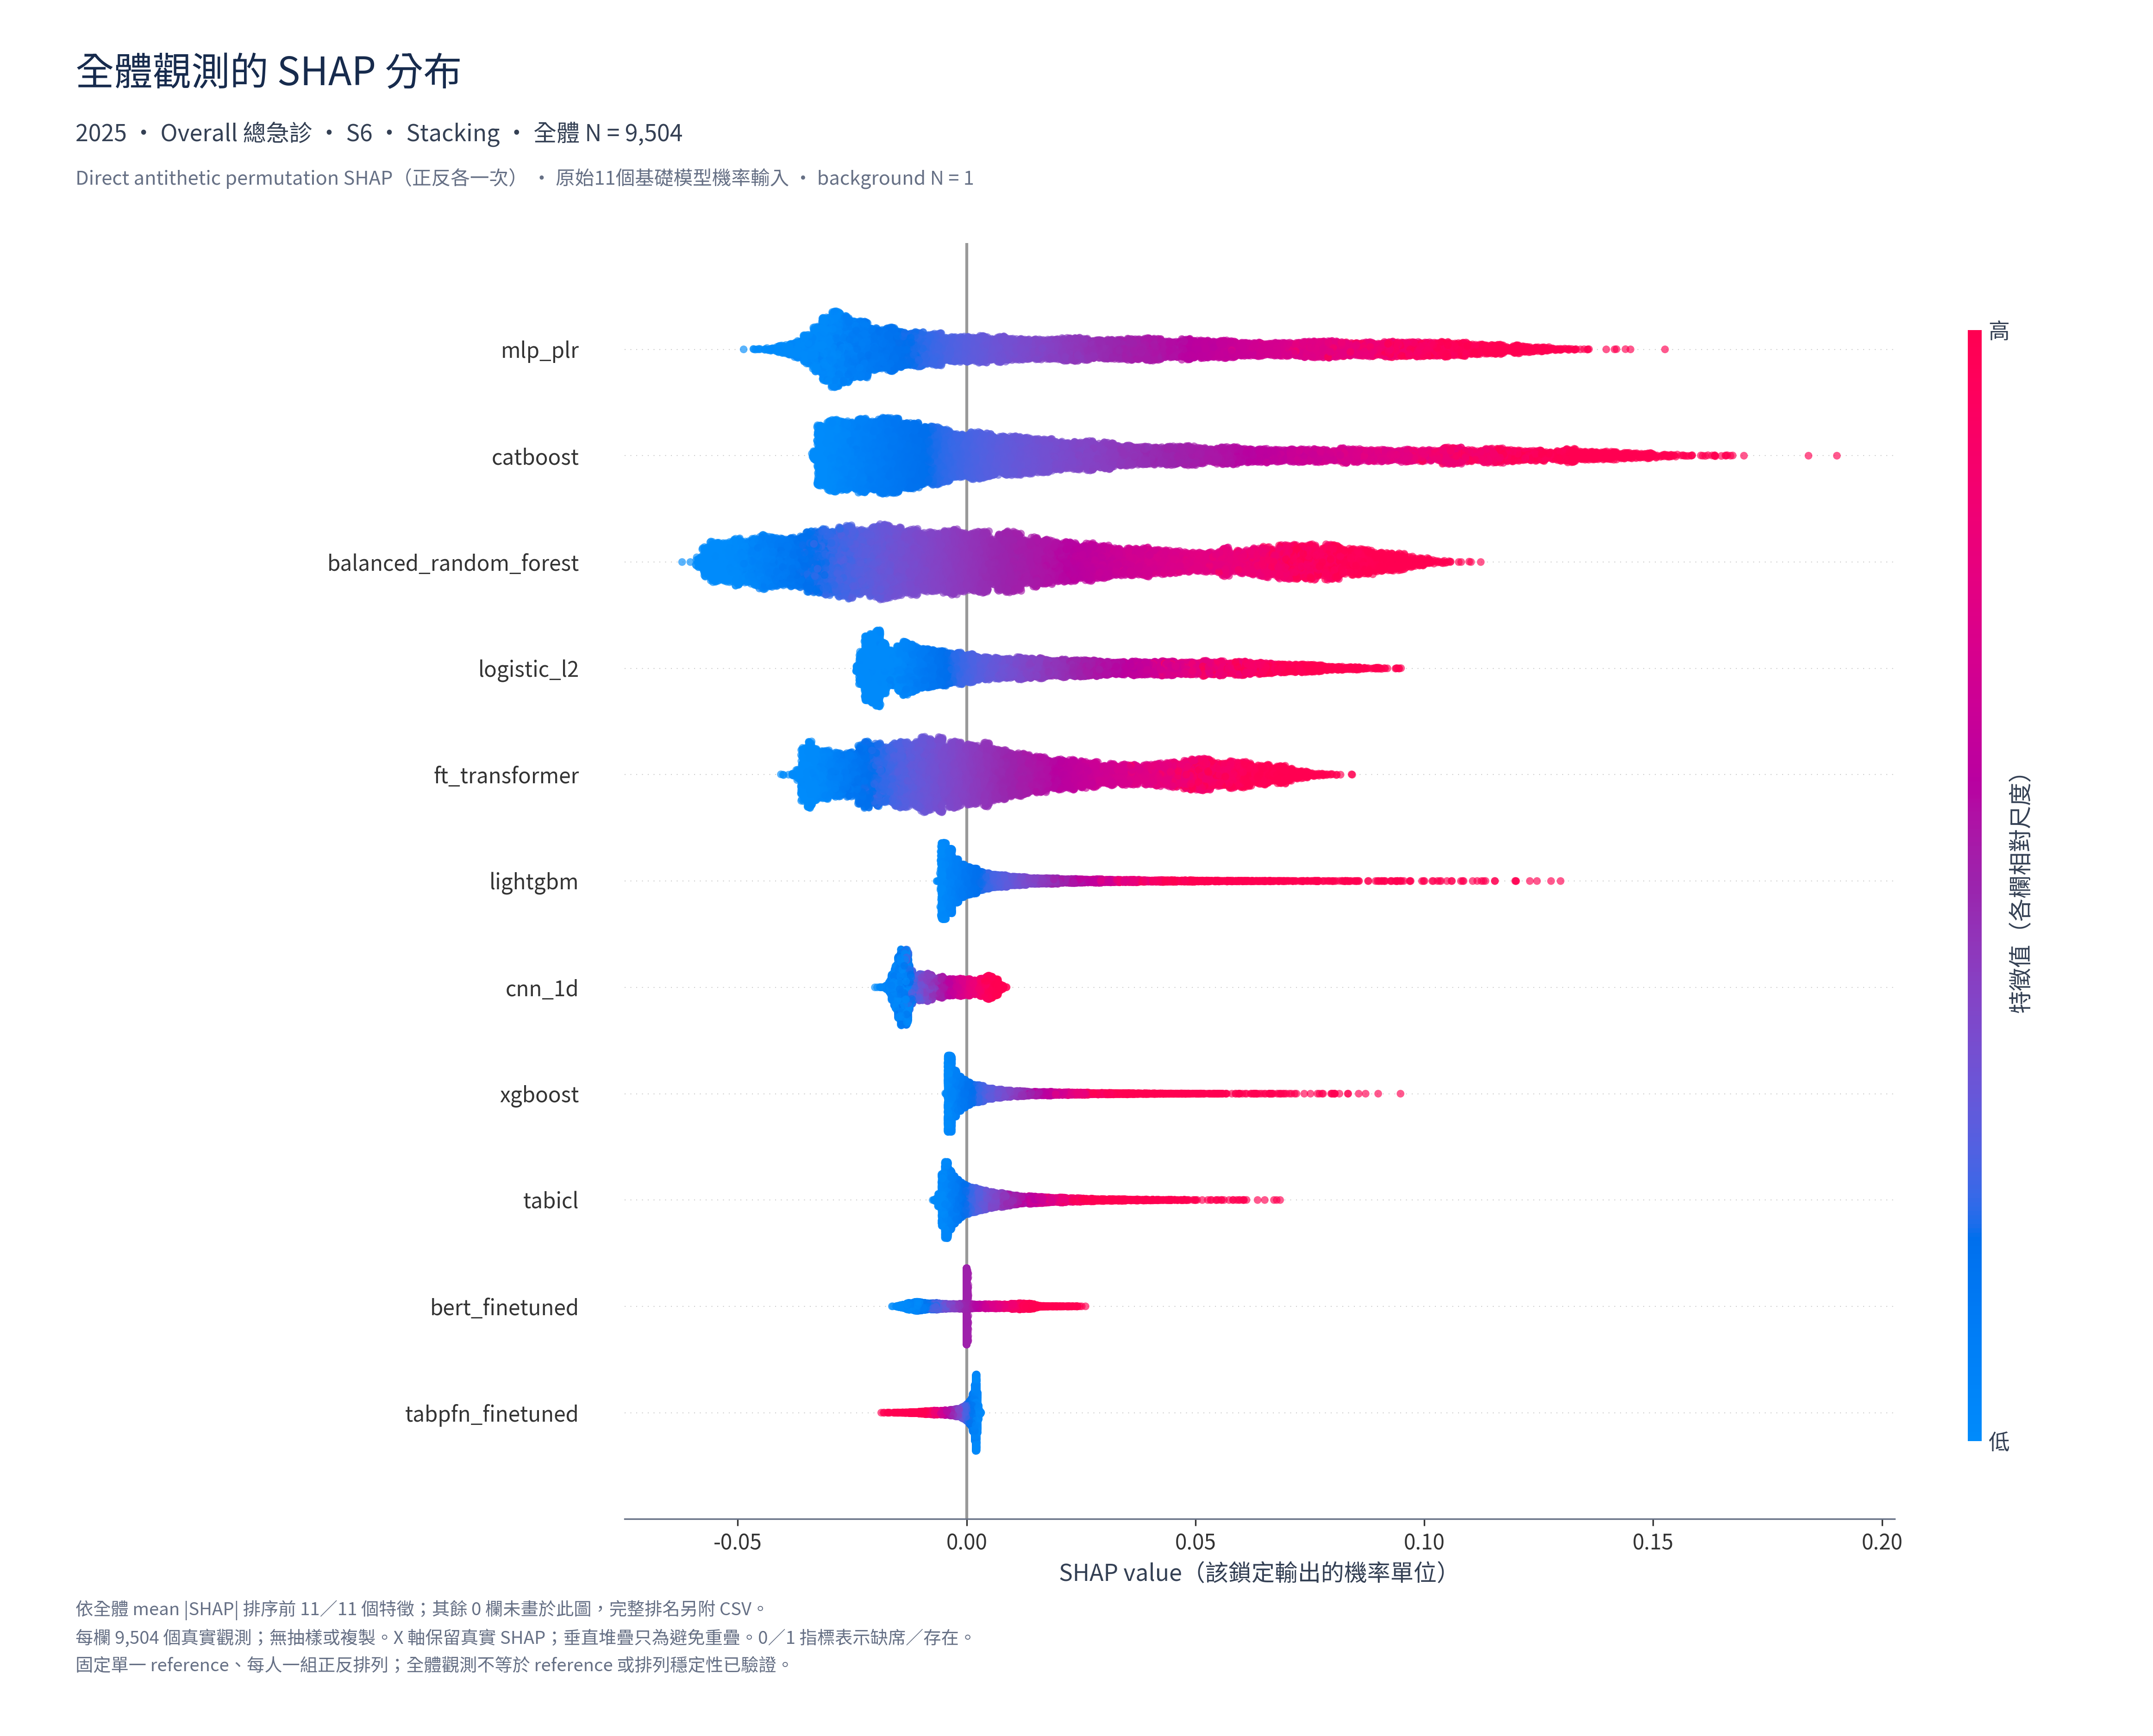 全體觀測的 SHAP 分布
2025 • Overall 總急診 • S6 • Stacking • 全體 N = 9,504
Direct antithetic permutation SHAP（正反各一次） • 原始11個基礎模型機率輸入 • background N = 1
mlp_plr
catboost
balanced_random_forest
logistic_l2
ft_transformer
lightgbm
cnn_1d
xgboost
tabicl
bert_finetuned
tabpfn_finetuned
高
特徵值（各欄相對尺度）
低
-0.05 0.00 0.05 0.10 0.15 0.20
SHAP value（該鎖定輸出的機率單位）
依全體 mean |SHAP| 排序前 11／11 個特徵；其餘 0 欄未畫於此圖，完整排名另附 CSV。
每欄 9,504 個真實觀測；無抽樣或複製。X 軸保留真實 SHAP；垂直堆疊只為避免重疊。0／1 指標表示缺席／存在。
固定單一 reference、每人一組正反排列；全體觀測不等於 reference 或排列穩定性已驗證。